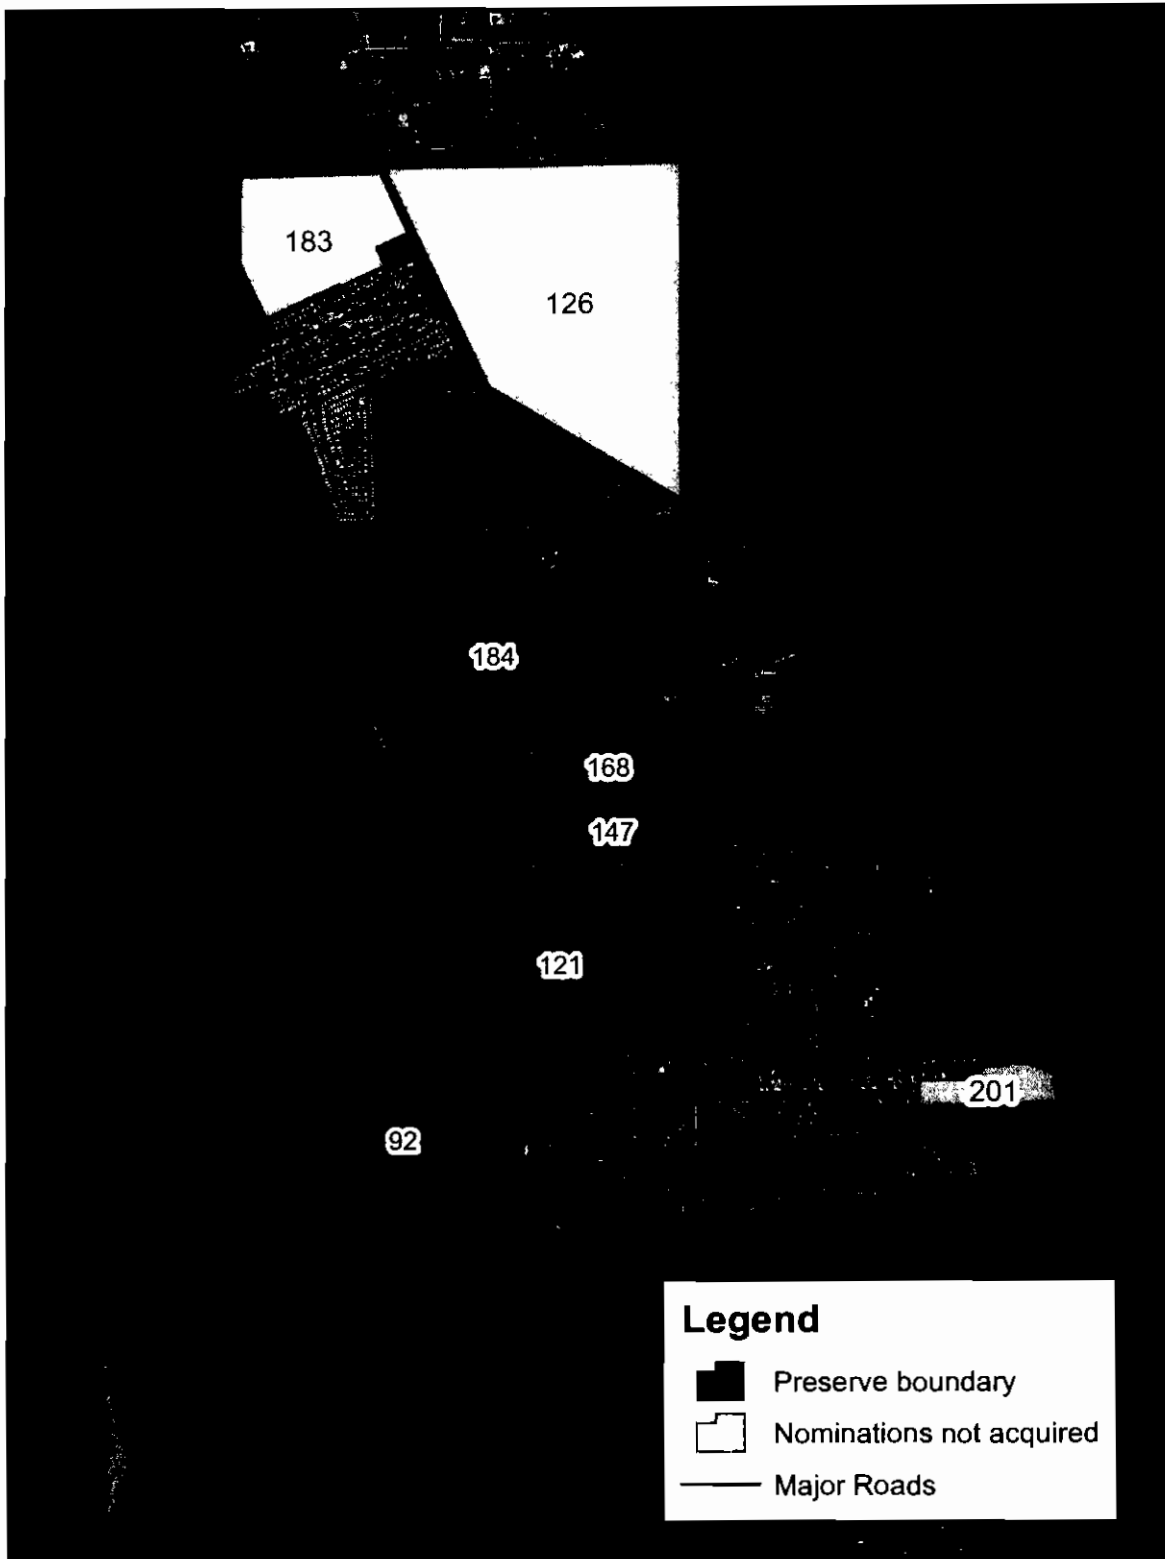 183
126
184
168
147
121
201
92
Legend
Preserve boundary
Nominations not acquired
Major Roads